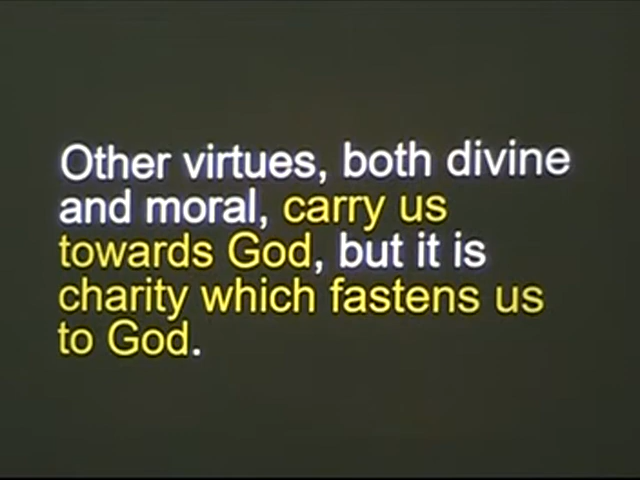 Other virtues, both divine
and moral, carry us
towards God, but it is
charity which fastens us
to God.